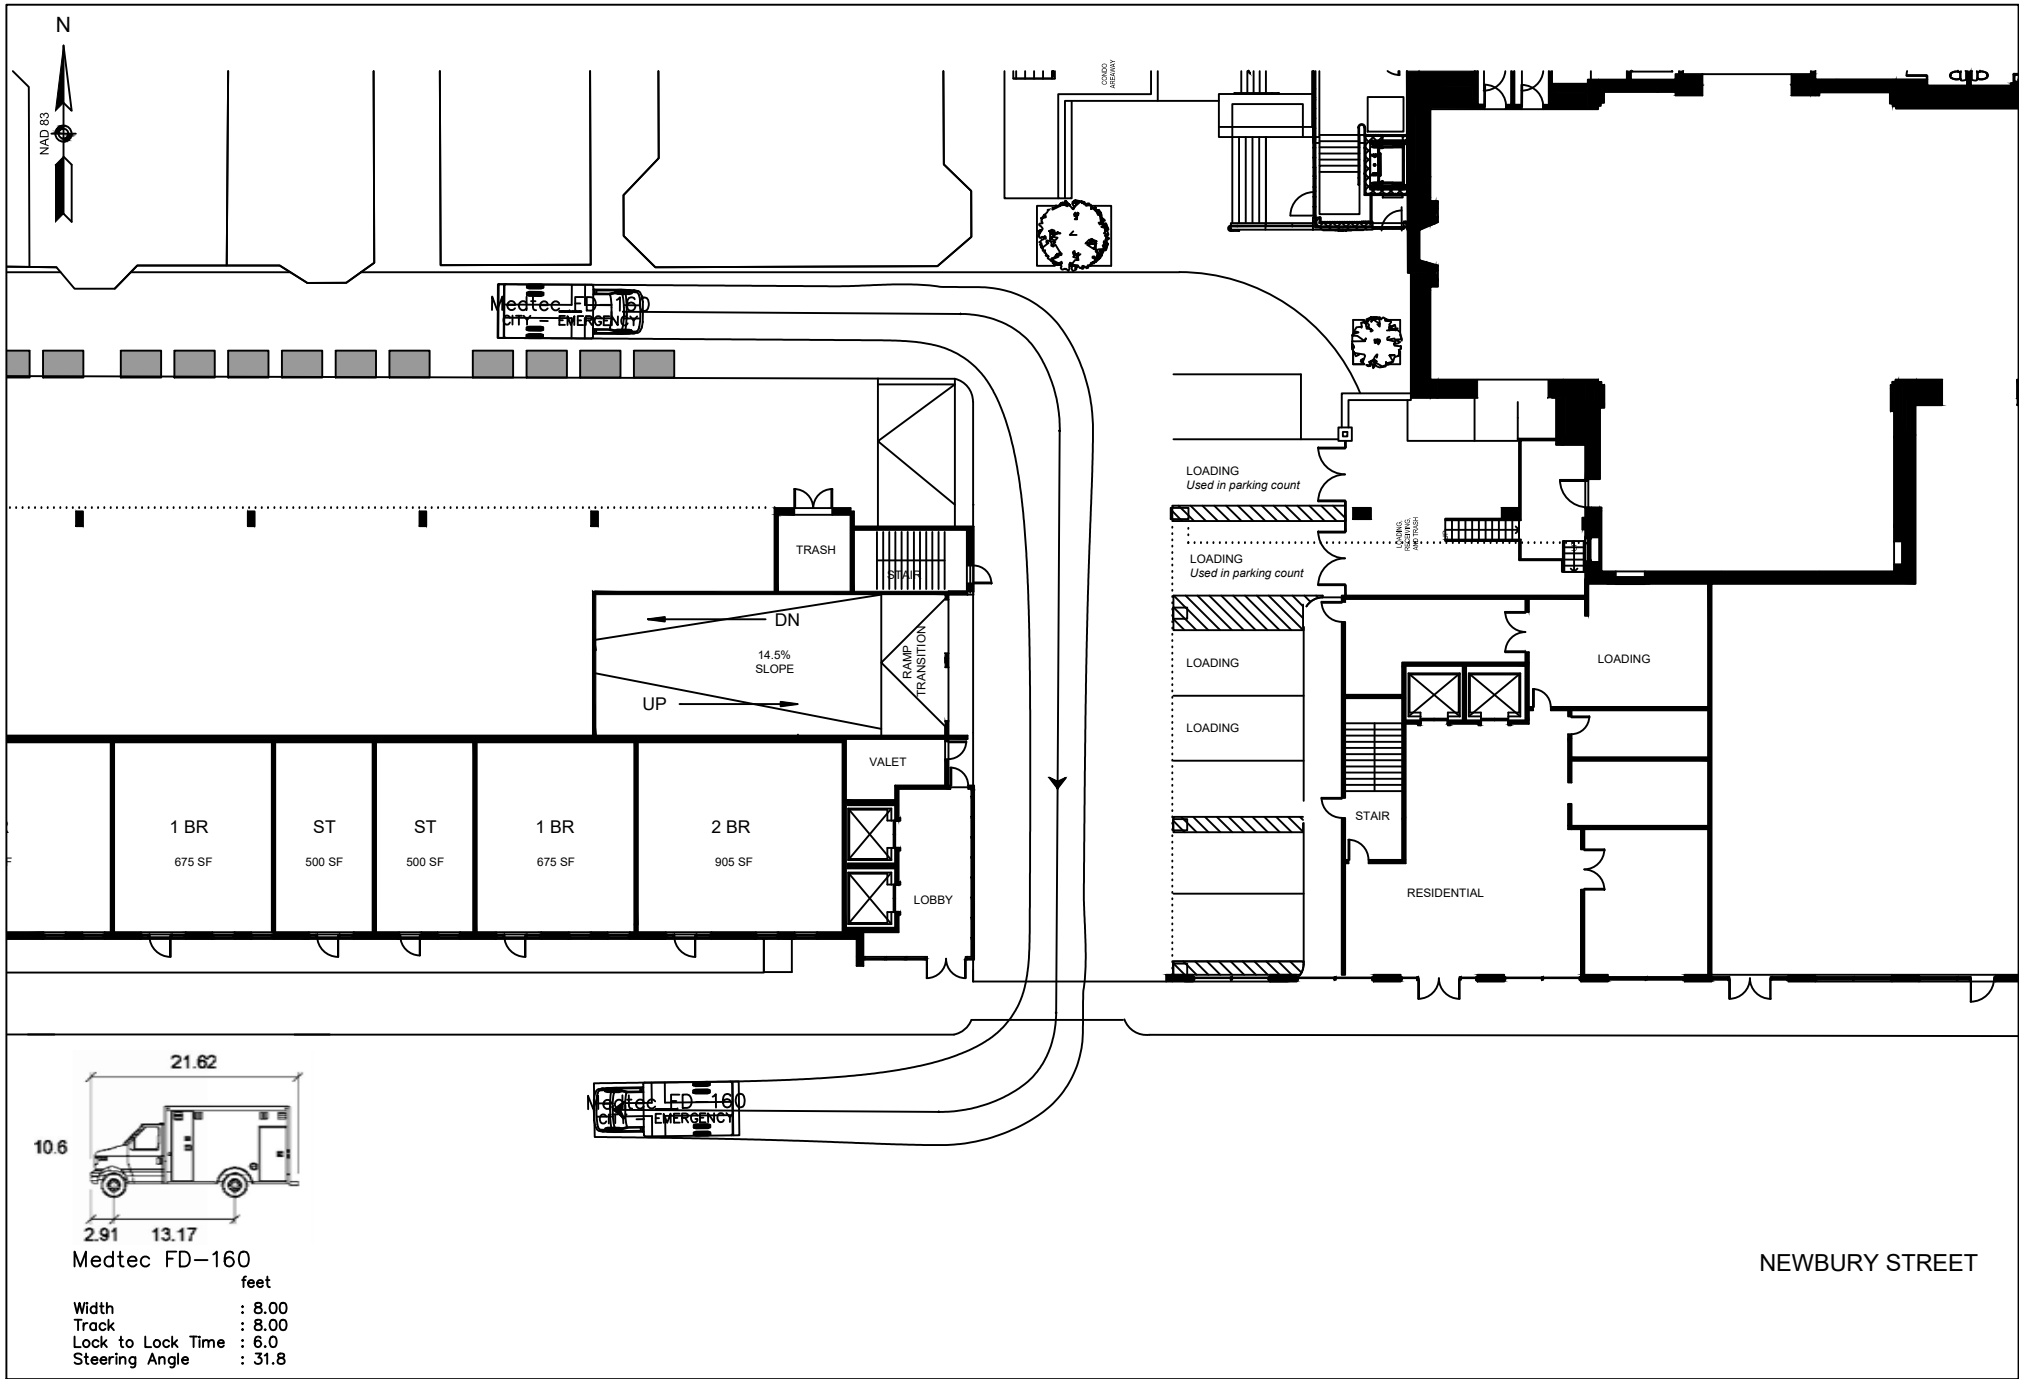 N
NAD 83
CONDO
AREAWAY
Medtec FD-160
CITY - EMERGENCY
LOADING
Used in parking count
LOADING,
RECEIVING,
AND TRASH
TRASH
STAIR
LOADING
Used in parking count
DN
14.5%
SLOPE
RAMP
TRANSITION
UP
LOADING
LOADING
LOADING
VALET
1 BR
675 SF
ST
500 SF
ST
500 SF
1 BR
675 SF
2 BR
905 SF
LOBBY
STAIR
RESIDENTIAL
Medtec FD-160
CITY - EMERGENCY
21.62
10.6
2.91 13.17
Medtec FD-160
feet
Width : 8.00
Track : 8.00
Lock to Lock Time : 6.0
Steering Angle : 31.8
NEWBURY STREET